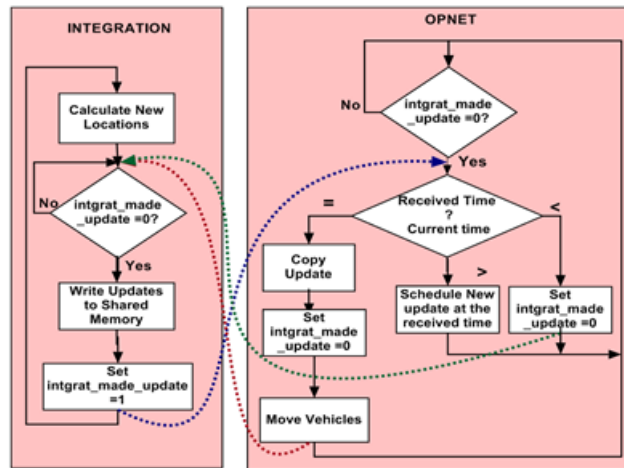 INTEGRATION
Calculate New
Locations
No
intgrat_made
_update =0?
Yes
Write Updates
to Shared
Memory
Set
intgrat_made_update
=1
OPNET
No
intgrat_made
_update =0?
Yes
Received Time
?
Current time
=
<
>
Copy
Update
Set
intgrat_made
_update =0
Move Vehicles
Schedule New
update at the
received time
Set
intgrat_made
_update =0